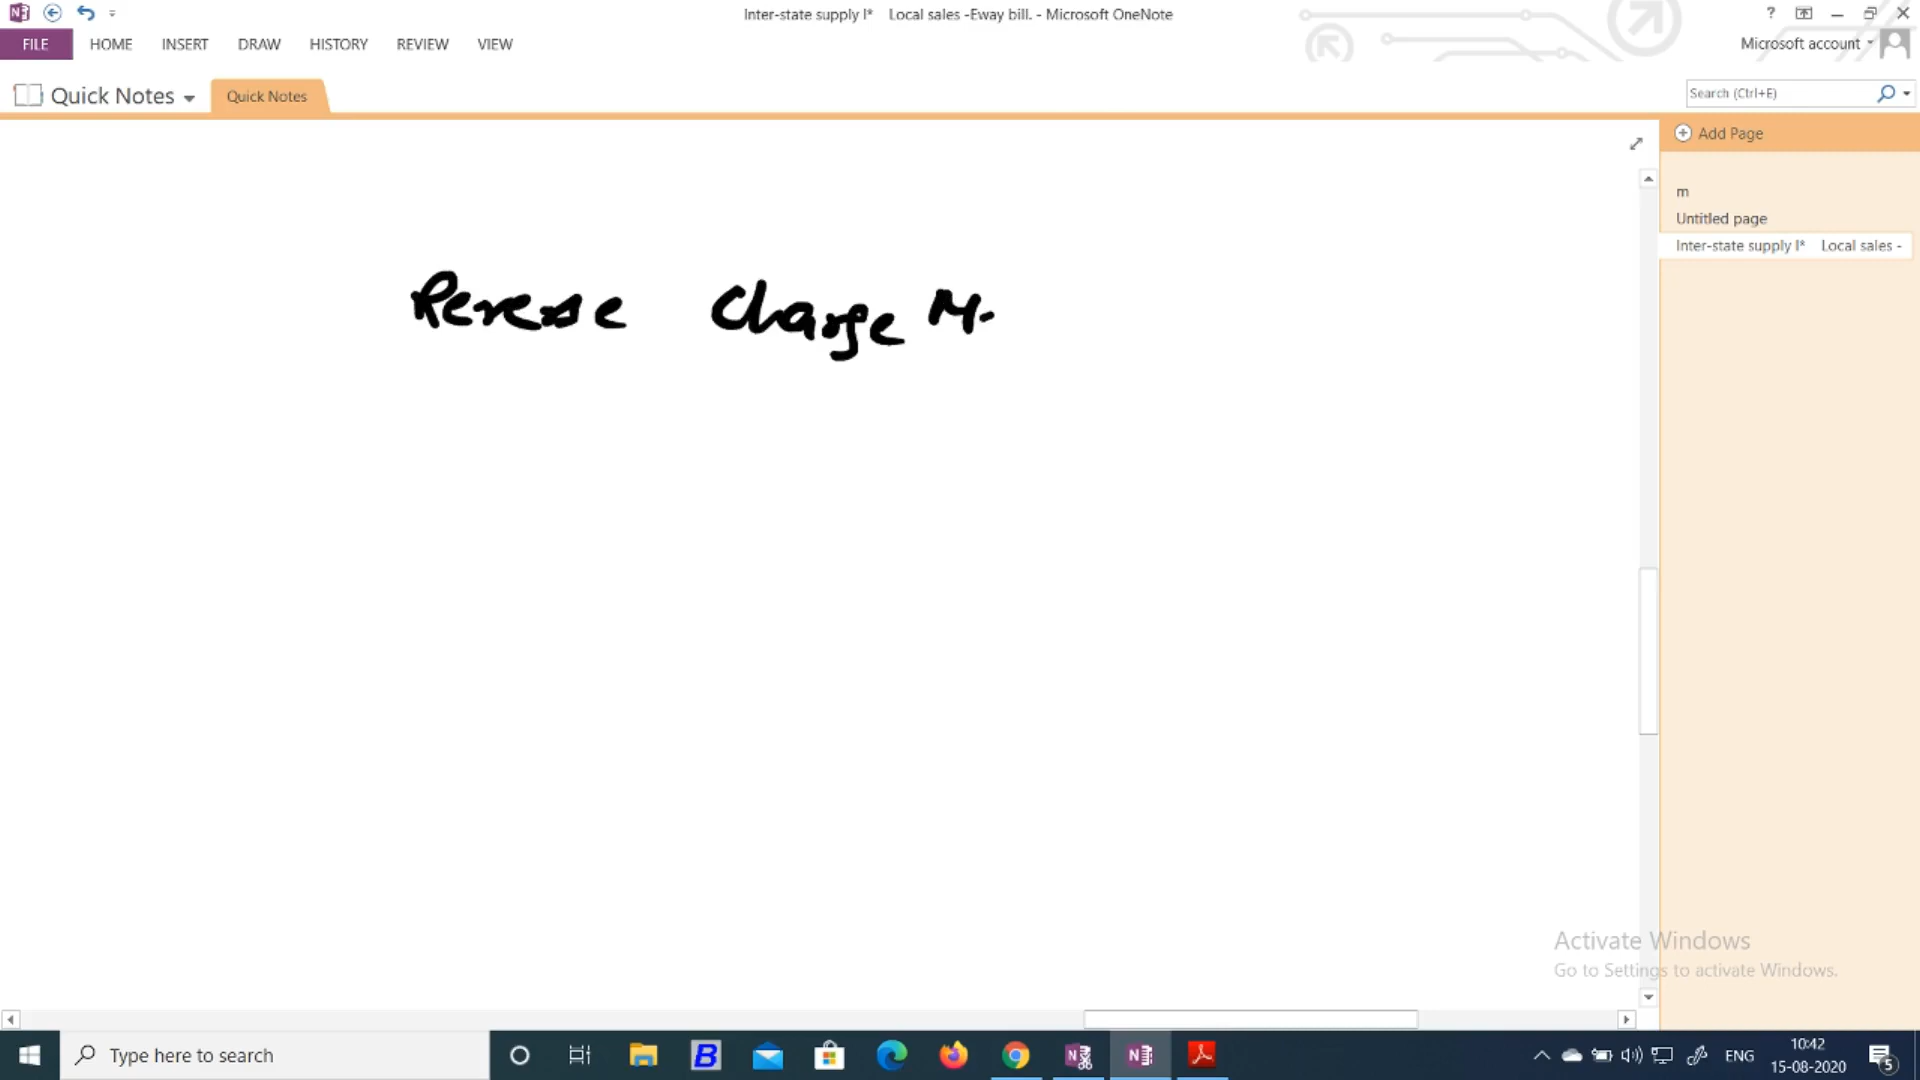 Inter-state supply I* Local sales -Eway bill. - Microsoft OneNote
?
FILE HOME INSERT DRAW HISTORY REVIEW VIEW
Microsoft account
Quick Notes
Quick Notes
Search (Ctrl+E)
Add Page
m
Untitled page
Inter-state supply I* Local sales -
Reverse Charge M.
Activate Windows
Go to Settings to activate Windows.
Type here to search
ENG
10:42
15-08-2020
5